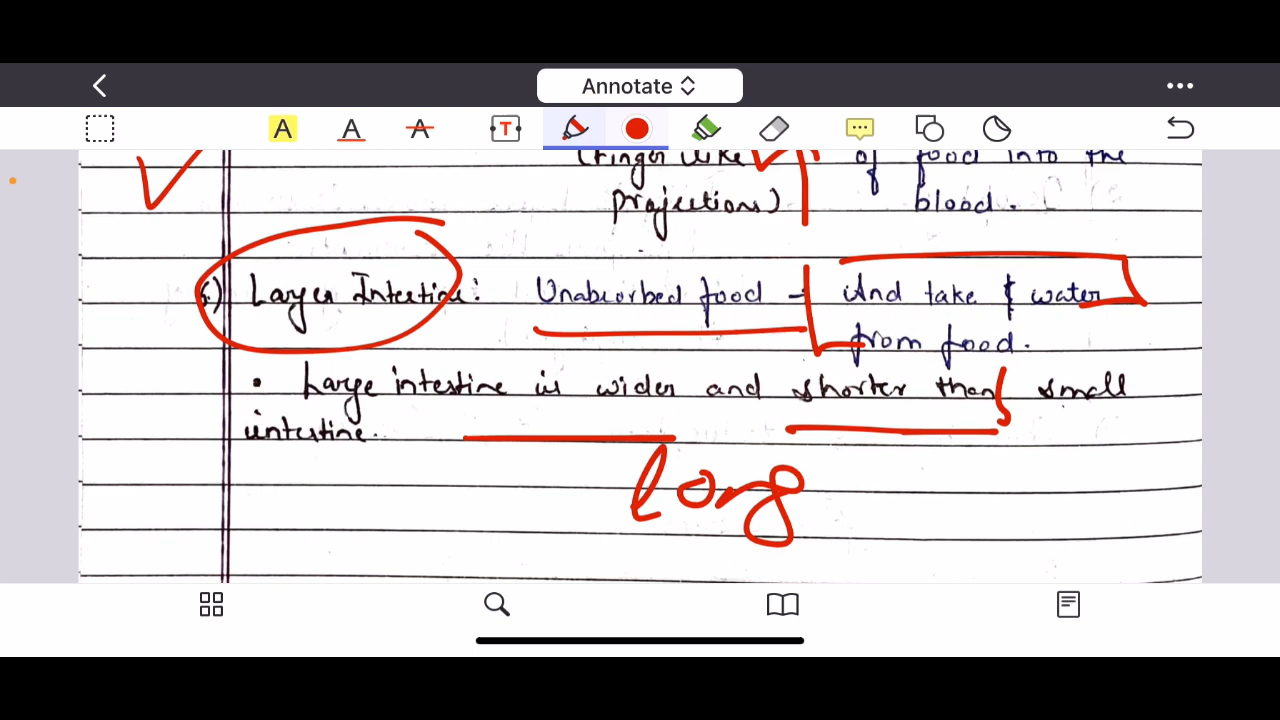 Annotate
A A A T
(Finger like of food into the
projections) blood.
5.) Larger Intestine: Unabsorbed food - And take & water
from food.
• Large intestine is wider and shorter than small
intestine.
long